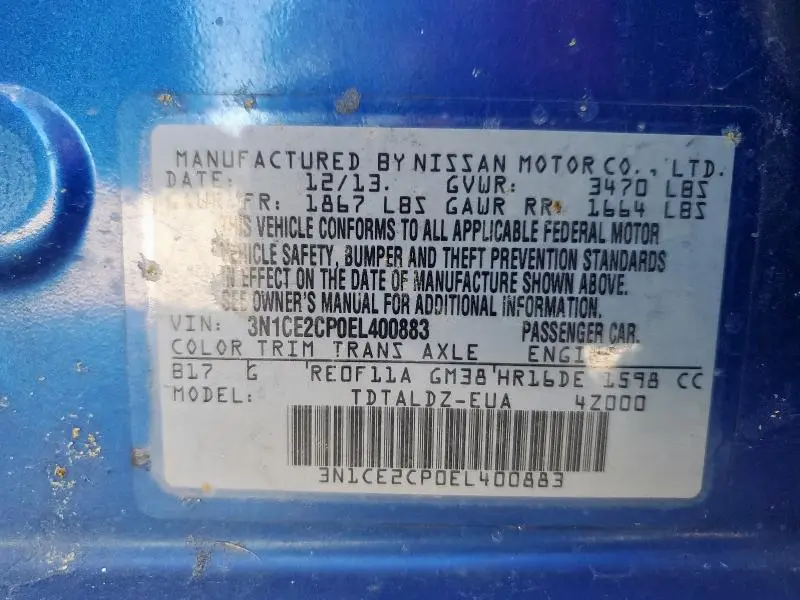 MANUFACTURED BY NISSAN MOTOR CO., LTD.
DATE: 12/13. GVWR: 3470 LBS
GAWR FR: 1867 LBS GAWR RR: 1664 LBS
THIS VEHICLE CONFORMS TO ALL APPLICABLE FEDERAL MOTOR
VEHICLE SAFETY, BUMPER AND THEFT PREVENTION STANDARDS
IN EFFECT ON THE DATE OF MANUFACTURE SHOWN ABOVE.
SEE OWNER'S MANUAL FOR ADDITIONAL INFORMATION.
VIN: 3N1CE2CP0EL400883 PASSENGER CAR.
COLOR TRIM TRANS AXLE ENGINE
B17 G RE0F11A GM38 HR16DE 1598 CC
MODEL: TDTALDZ-EUA 4Z000
3N1CE2CP0EL400883